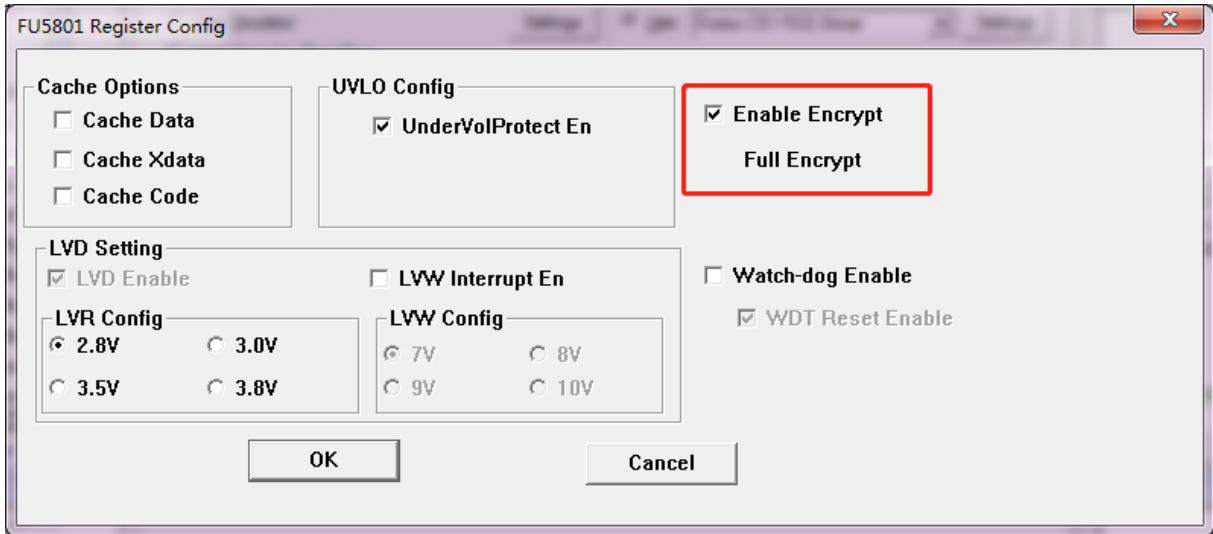 FU5801 Register Config
Cache Options
Cache Data
Cache Xdata
Cache Code
UVLO Config
UnderVolProtect En
Enable Encrypt
Full Encrypt
LVD Setting
LVD Enable
LVW Interrupt En
LVR Config
2.8V 3.0V
3.5V 3.8V
LVW Config
7V 8V
9V 10V
Watch-dog Enable
WDT Reset Enable
OK Cancel